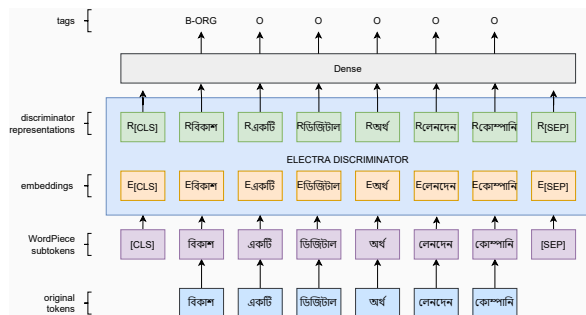 tags B-ORG O O O O O O
Dense
discriminator representations R[CLS] Rবিকাশ Rএকটি Rডিজিটাল Rঅর্থ Rলেনদেন Rকোম্পানি R[SEP]
ELECTRA DISCRIMINATOR
embeddings E[CLS] Eবিকাশ Eএকটি Eডিজিটাল Eঅর্থ Eলেনদেন Eকোম্পানি E[SEP]
WordPiece subtokens [CLS] বিকাশ একটি ডিজিটাল অর্থ লেনদেন কোম্পানি [SEP]
original tokens বিকাশ একটি ডিজিটাল অর্থ লেনদেন কোম্পানি